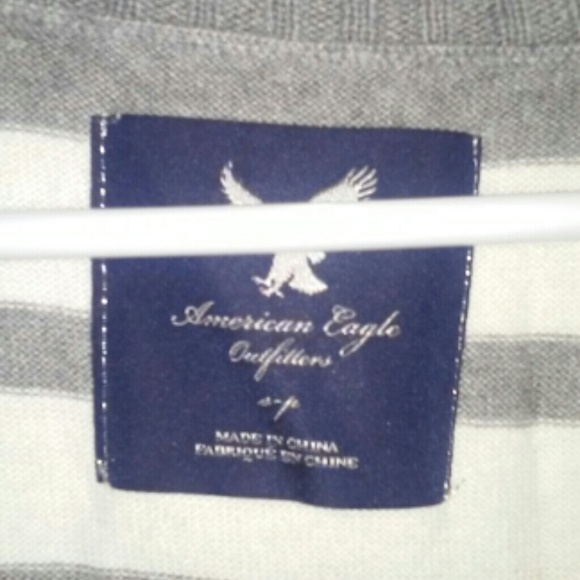 American Eagle
Outfitters
s-p
MADE IN CHINA
FABRIQUÉ EN CHINE